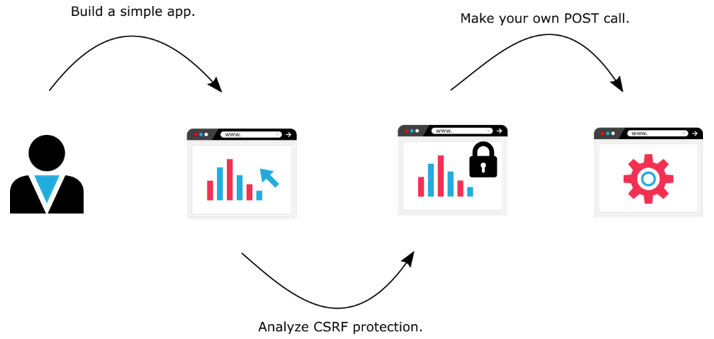 Build a simple app.
Make your own POST call.
www.
www.
www.
Analyze CSRF protection.